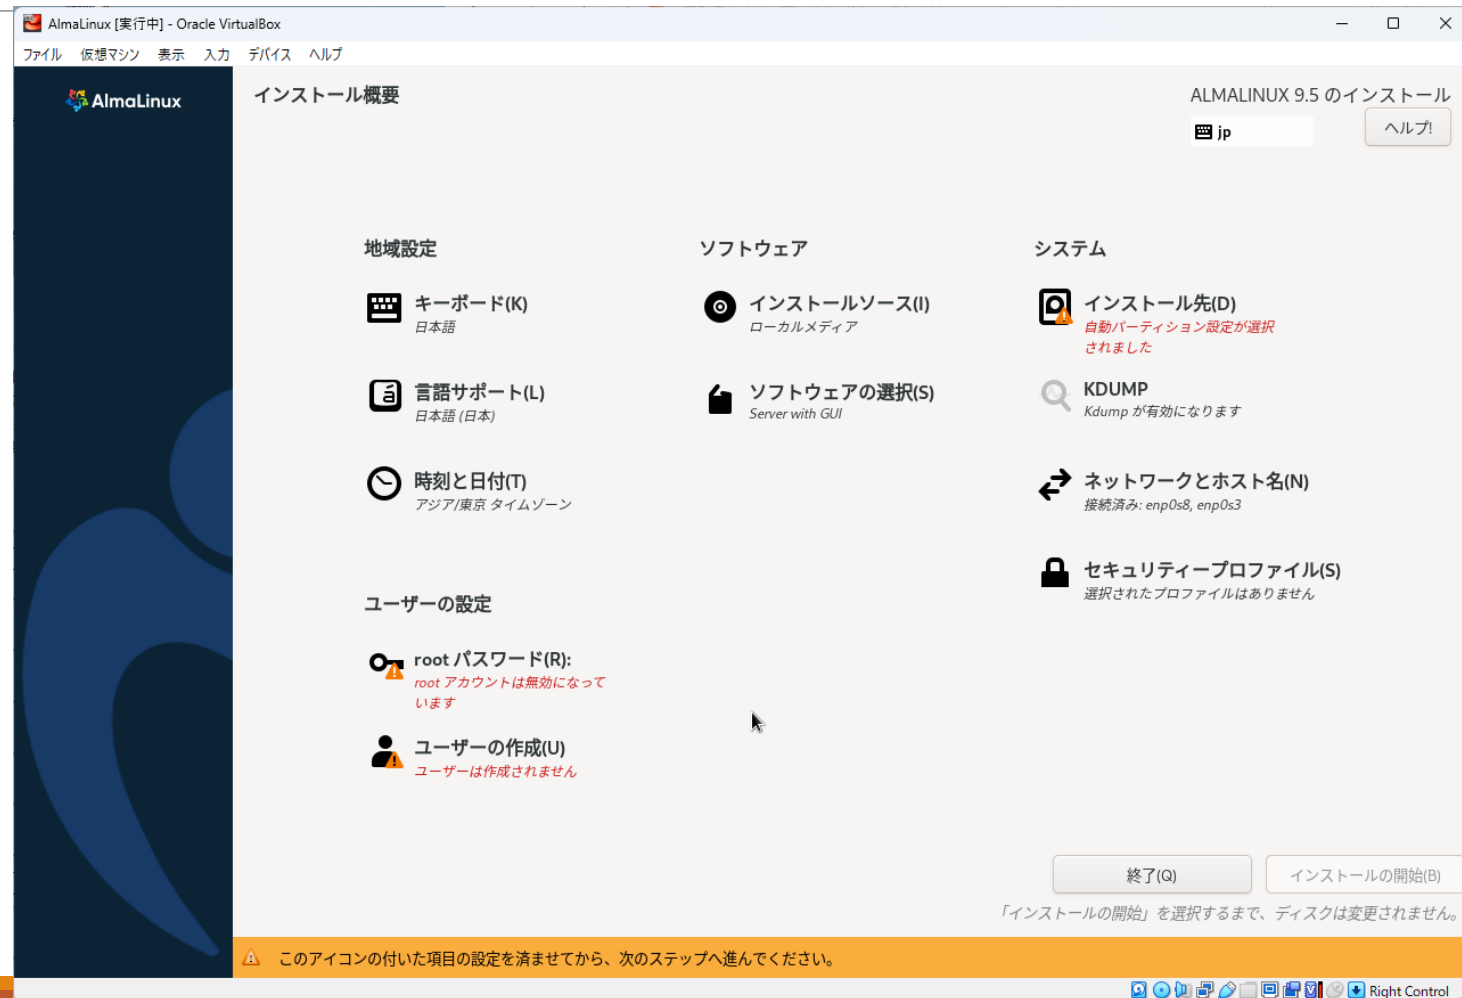 AlmaLinux [実行中] - Oracle VirtualBox
ファイル 仮想マシン 表示 入力 デバイス ヘルプ
AlmaLinux
インストール概要
ALMALINUX 9.5 のインストール
jp
ヘルプ!
地域設定
キーボード(K)
日本語
言語サポート(L)
日本語 (日本)
時刻と日付(T)
アジア/東京 タイムゾーン
ソフトウェア
インストールソース(I)
ローカルメディア
ソフトウェアの選択(S)
Server with GUI
システム
インストール先(D)
自動パーティション設定が選択
されました
KDUMP
Kdump が有効になります
ネットワークとホスト名(N)
接続済み: enp0s8, enp0s3
セキュリティープロファイル(S)
選択されたプロファイルはありません
ユーザーの設定
root パスワード(R):
root アカウントは無効になって
います
ユーザーの作成(U)
ユーザーは作成されません
終了(Q)
インストールの開始(B)
「インストールの開始」を選択するまで、ディスクは変更されません。
このアイコンの付いた項目の設定を済ませてから、次のステップへ進んでください。
Right Control